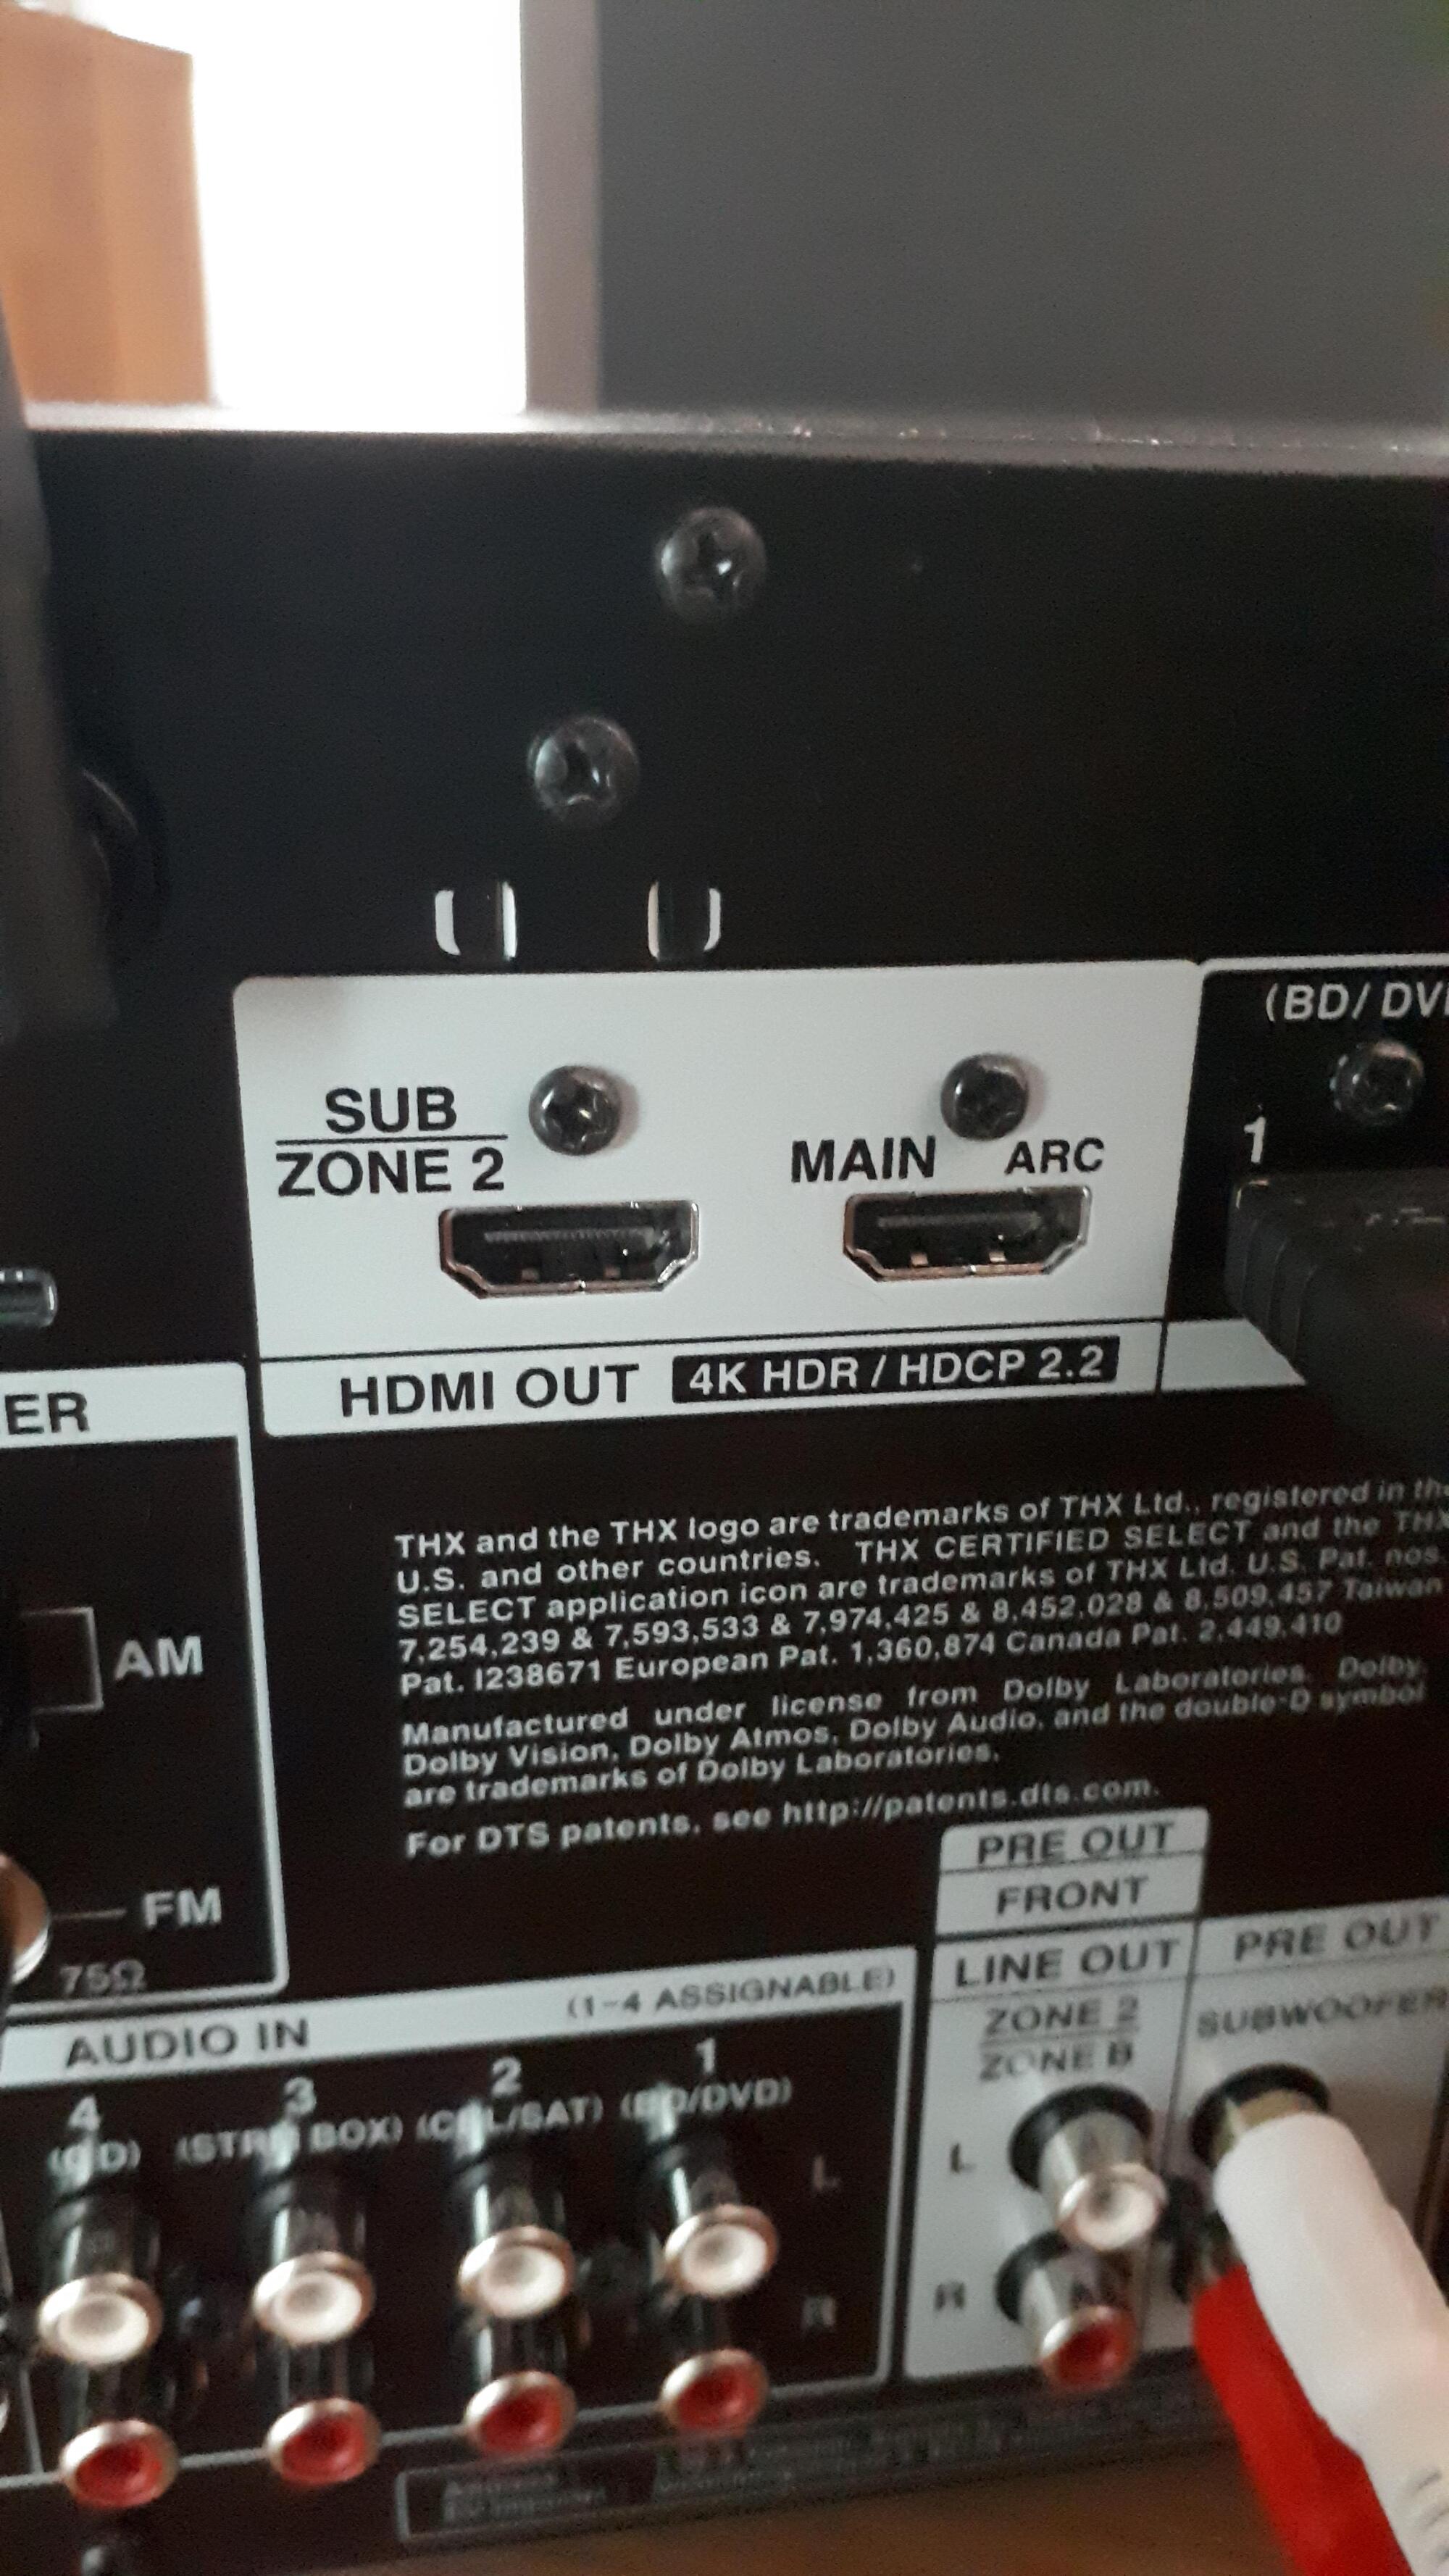 (BD/ DV
SUB
ZONE 2
MAIN ARC
1
HDMI OUT 4K HDR / HDCP 2.2
ER
THX and the THX logo are trademarks of THX Ltd., registered in the
U.S. and other countries. THX CERTIFIED SELECT and the THX
SELECT application icon are trademarks of THX Ltd. U.S. Pat. nos.
7,254,239 & 7,593,533 & 7,974,425 & 8,452,028 & 8,509,457 Taiwan
Pat. I238671 European Pat. 1,360,874 Canada Pat. 2,449,410
Manufactured under license from Dolby Laboratories. Dolby,
Dolby Vision, Dolby Atmos, Dolby Audio, and the double-D symbol
are trademarks of Dolby Laboratories.
For DTS patents, see http://patents.dts.com.
AM
FM
75Ω
PRE OUT
FRONT
LINE OUT
ZONE 2
ZONE B
L
R
PRE OUT
SUBWOOFER
AUDIO IN (1-4 ASSIGNABLE)
4 3 2 1
(CD) (STRM BOX) (CBL/SAT) (BD/DVD)
L
R